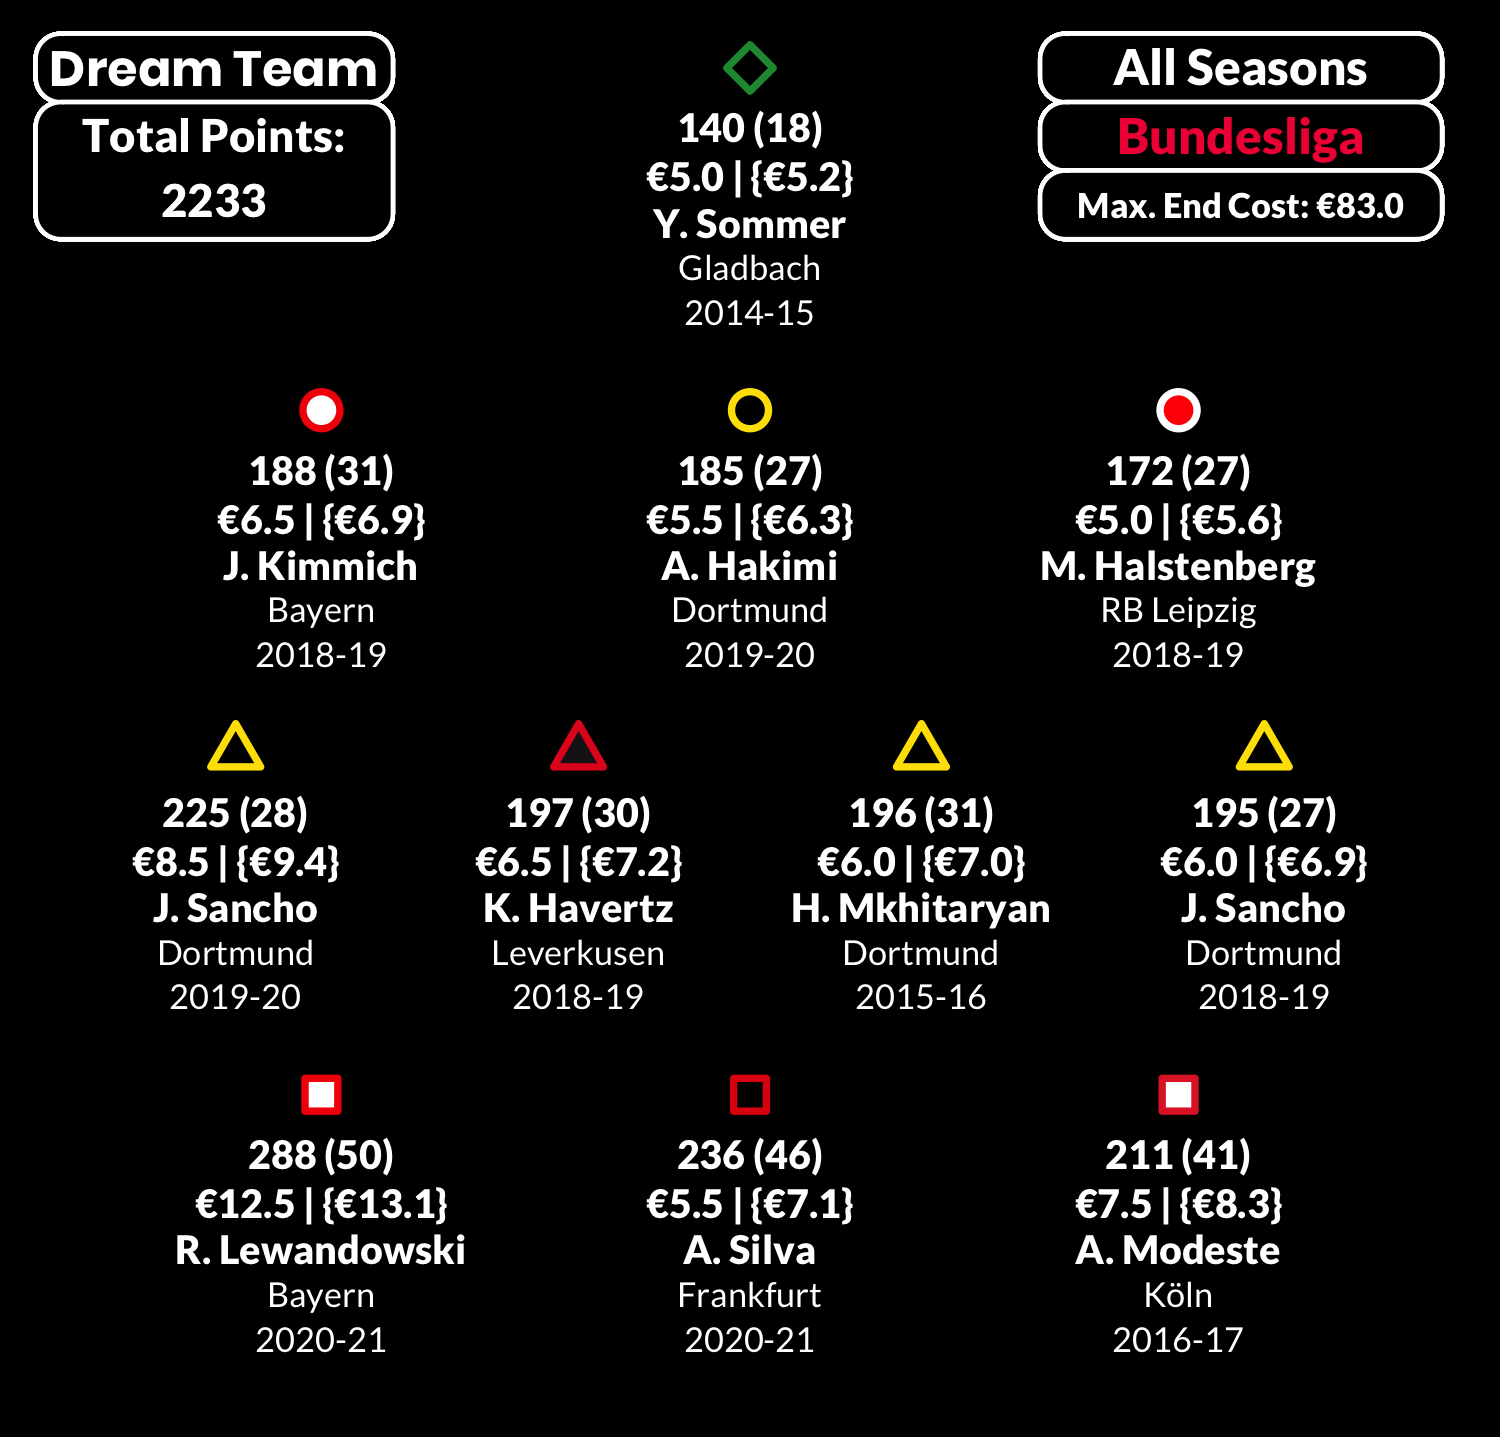 Dream Team
Total Points:
2233
All Seasons
Bundesliga
Max. End Cost: €83.0
140 (18)
€5.0 | {€5.2}
Y. Sommer
Gladbach
2014-15
188 (31)
€6.5 | {€6.9}
J. Kimmich
Bayern
2018-19
185 (27)
€5.5 | {€6.3}
A. Hakimi
Dortmund
2019-20
172 (27)
€5.0 | {€5.6}
M. Halstenberg
RB Leipzig
2018-19
225 (28)
€8.5 | {€9.4}
J. Sancho
Dortmund
2019-20
197 (30)
€6.5 | {€7.2}
K. Havertz
Leverkusen
2018-19
196 (31)
€6.0 | {€7.0}
H. Mkhitaryan
Dortmund
2015-16
195 (27)
€6.0 | {€6.9}
J. Sancho
Dortmund
2018-19
288 (50)
€12.5 | {€13.1}
R. Lewandowski
Bayern
2020-21
236 (46)
€5.5 | {€7.1}
A. Silva
Frankfurt
2020-21
211 (41)
€7.5 | {€8.3}
A. Modeste
Köln
2016-17